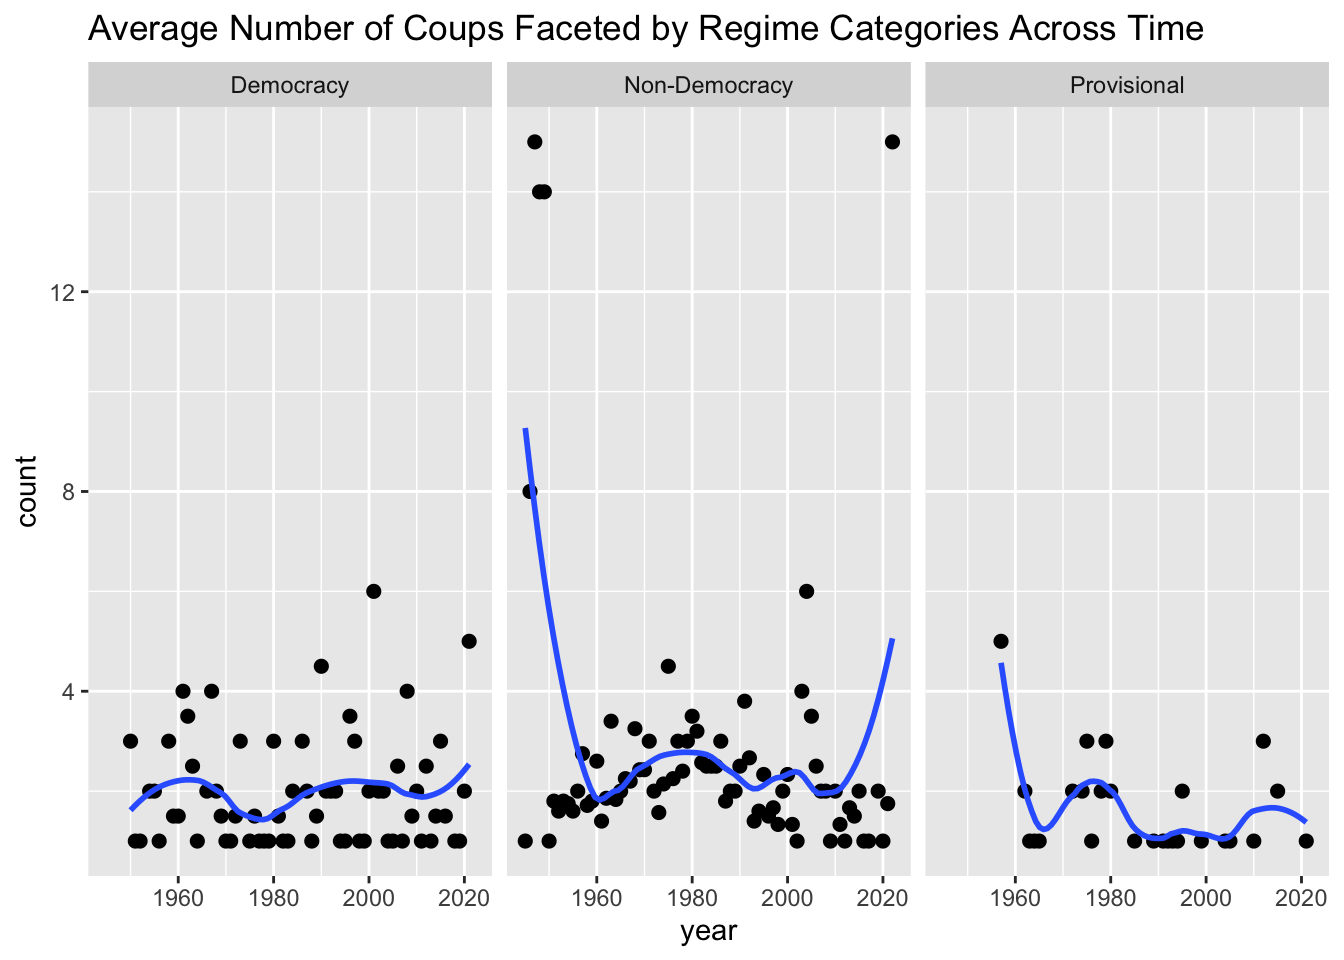 Average Number of Coups Faceted by Regime Categories Across Time
Democracy
Non-Democracy
Provisional
12
8
4
count
1960 1980 2000 2020
1960 1980 2000 2020
1960 1980 2000 2020
year